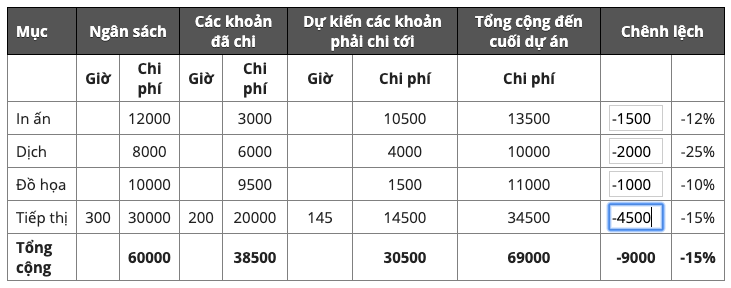 Mục Ngân sách Các khoản đã chi Dự kiến các khoản phải chi tới Tổng cộng đến cuối dự án Chênh lệch
Giờ Chi phí Giờ Chi phí Giờ Chi phí Chi phí
In ấn 12000 3000 10500 13500 -1500 -12%
Dịch 8000 6000 4000 10000 -2000 -25%
Đồ họa 10000 9500 1500 11000 -1000 -10%
Tiếp thị 300 30000 200 20000 145 14500 34500 -4500 -15%
Tổng cộng 60000 38500 30500 69000 -9000 -15%